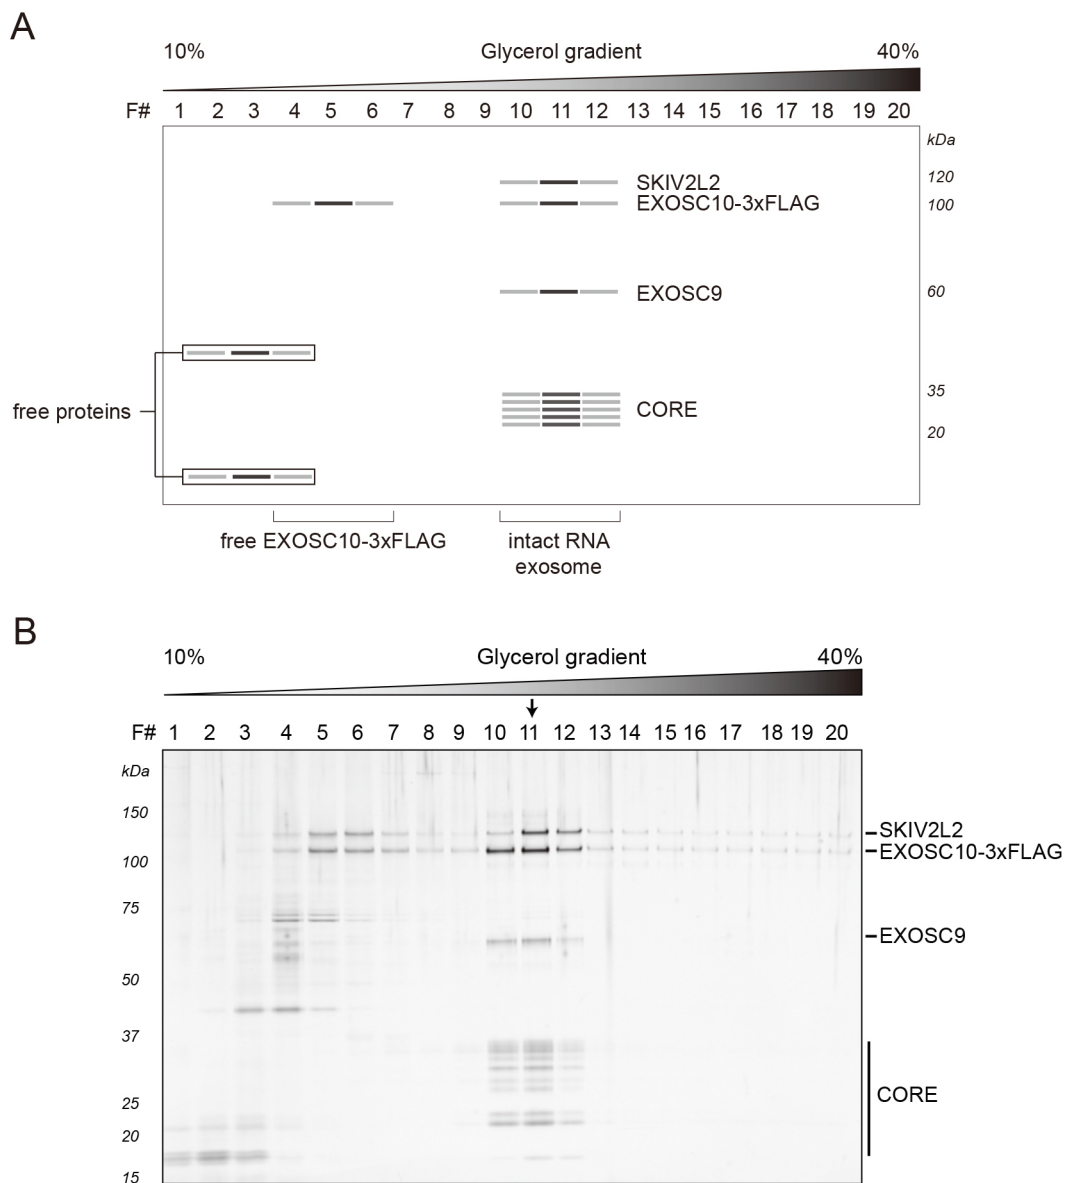 A
10% Glycerol gradient 40%
F# 1 2 3 4 5 6 7 8 9 10 11 12 13 14 15 16 17 18 19 20
kDa
120
SKIV2L2
100
EXOSC10-3xFLAG
60
EXOSC9
35
CORE
free proteins
20
free EXOSC10-3xFLAG
intact RNA
exosome
B
10% Glycerol gradient 40%
F# 1 2 3 4 5 6 7 8 9 10 11 12 13 14 15 16 17 18 19 20
kDa
150
SKIV2L2
EXOSC10-3xFLAG
100
75
EXOSC9
50
37
CORE
25
20
15